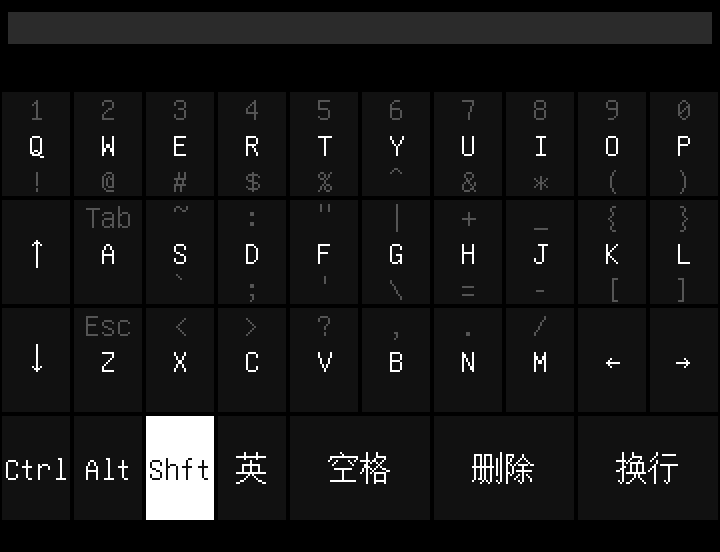 1 2 3 4 5 6 7 8 9 0
Q W E R T Y U I O P
! @ # $ % ^ & * ( )
Tab ~ : " | + _ { }
↑ A S D F G H J K L
` ; ' \ = - [ ]
Esc < > ? , . /
↓ Z X C V B N M ← →
Ctrl Alt Shft 英 空格 删除 换行